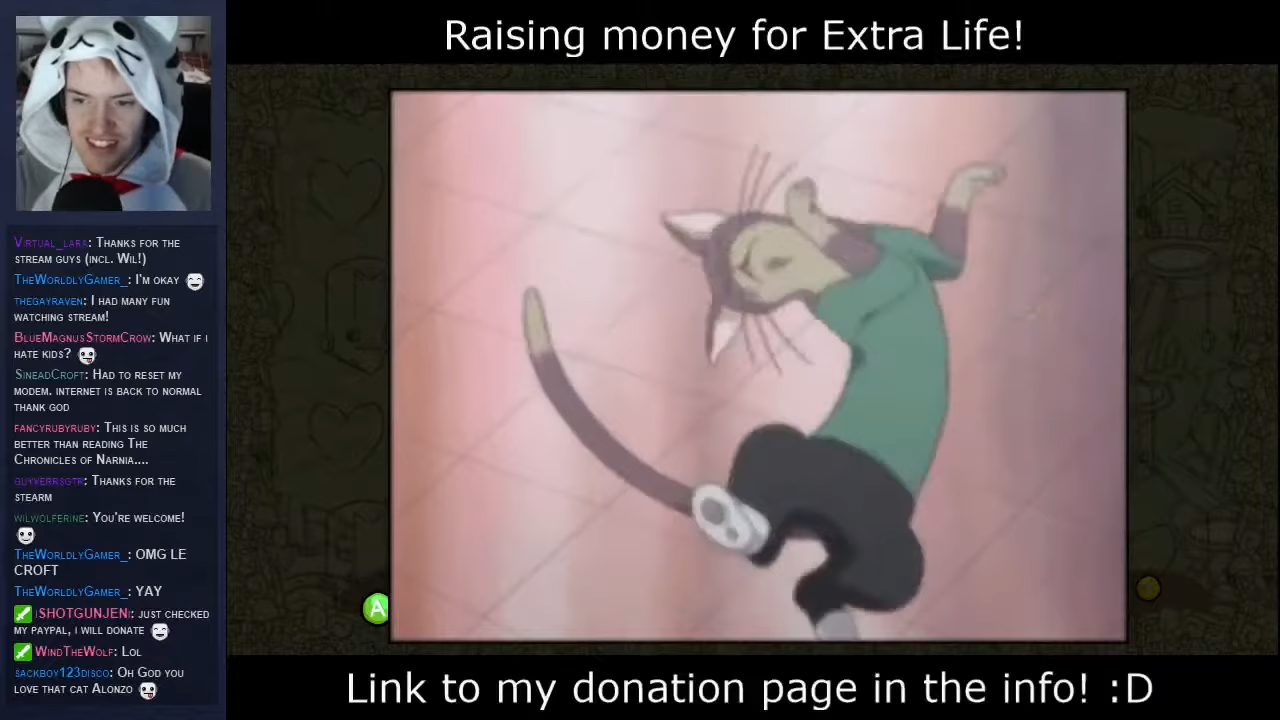 Raising money for Extra Life!
VIRTUAL_LARA: THANKS FOR THE
STREAM GUYS (INCL. WIL!)
THEWORLDLYGAMER_: I'M OKAY
THEGAYRAVEN: I HAD MANY FUN
WATCHING STREAM!
BLUEMAGNUSSTORMCROW: WHAT IF I
HATE KIDS?
SINEADCROFT: HAD TO RESET MY
MODEM. INTERNET IS BACK TO NORMAL
THANK GOD
FANCYRUBYRUBY: THIS IS SO MUCH
BETTER THAN READING THE
CHRONICLES OF NARNIA....
THANKS FOR THE
STEARM
WILWOLFERINE: YOU'RE WELCOME!
THEWORLDLYGAMER_: OMG LE
CROFT
THEWORLDLYGAMER_: YAY
ISHOTGUNJENI: JUST CHECKED
MY PAYPAL, I WILL DONATE
WINDTHEWOLF: LOL
SACKBOY123DISCO: OH GOD YOU
LOVE THAT CAT ALONZO
A
Link to my donation page in the info! :D